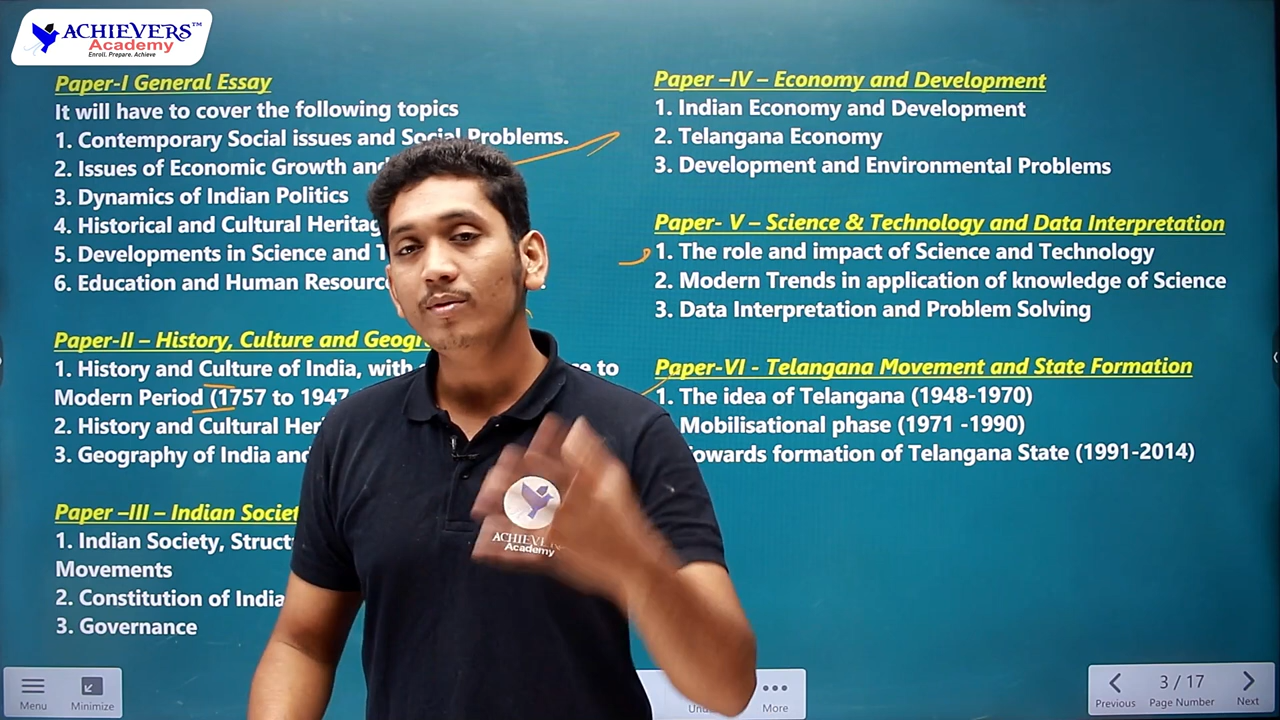 ACHIEVERS™
Academy
Enroll. Prepare. Achieve
Paper-I General Essay
It will have to cover the following topics
1. Contemporary Social issues and Social Problems.
2. Issues of Economic Growth and
3. Dynamics of Indian Politics
4. Historical and Cultural Heritag
5. Developments in Science and T
6. Education and Human Resourc
Paper-II – History, Culture and Geogr
1. History and Culture of India, with to
Modern Period (1757 to 1947
2. History and Cultural Her
3. Geography of India and
Paper –III – Indian Societ
1. Indian Society, Struct
Movements
2. Constitution of India
3. Governance
Paper –IV – Economy and Development
1. Indian Economy and Development
2. Telangana Economy
3. Development and Environmental Problems
Paper- V – Science & Technology and Data Interpretation
1. The role and impact of Science and Technology
2. Modern Trends in application of knowledge of Science
3. Data Interpretation and Problem Solving
Paper-VI - Telangana Movement and State Formation
1. The idea of Telangana (1948-1970)
Mobilisational phase (1971 -1990)
owards formation of Telangana State (1991-2014)
ACHIEVE
Academy
Menu
Minimize
Und
More
Previous
3 / 17
Page Number
Next